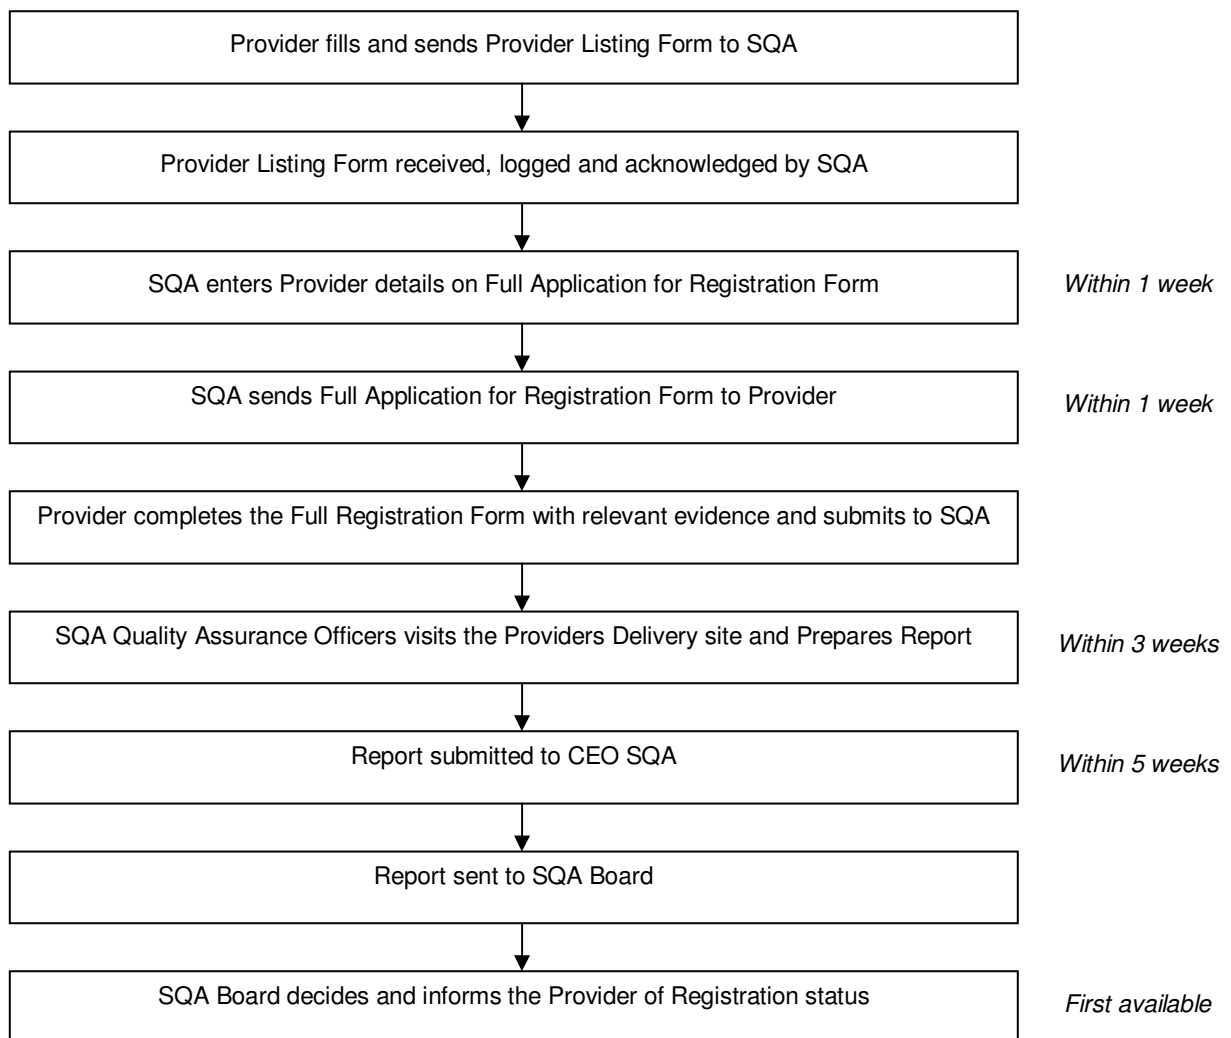 Provider fills and sends Provider Listing Form to SQA
Provider Listing Form received, logged and acknowledged by SQA
SQA enters Provider details on Full Application for Registration Form
Within 1 week
SQA sends Full Application for Registration Form to Provider
Within 1 week
Provider completes the Full Registration Form with relevant evidence and submits to SQA
SQA Quality Assurance Officers visits the Providers Delivery site and Prepares Report
Within 3 weeks
Report submitted to CEO SQA
Within 5 weeks
Report sent to SQA Board
SQA Board decides and informs the Provider of Registration status
First available